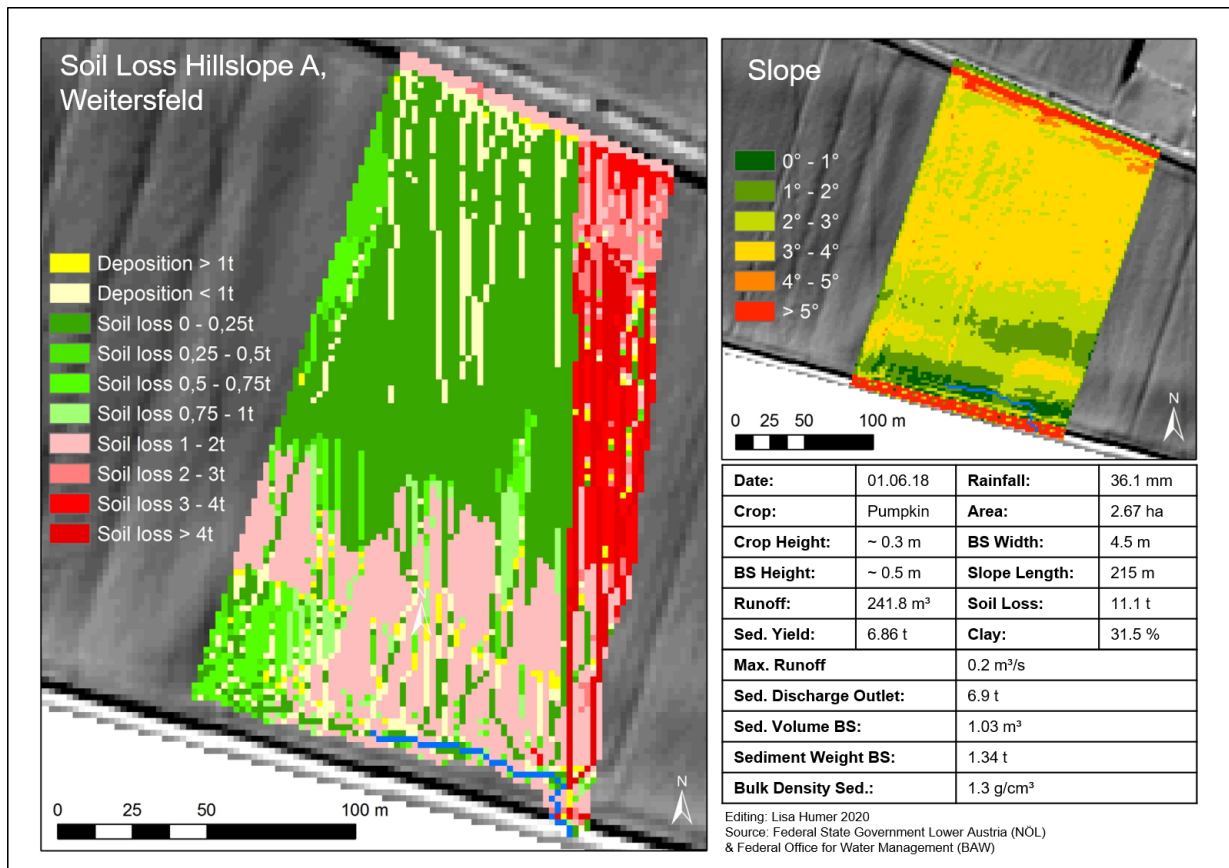 Soil Loss Hillslope A,
Weitersfeld
Deposition > 1t
Deposition < 1t
Soil loss 0 - 0,25t
Soil loss 0,25 - 0,5t
Soil loss 0,5 - 0,75t
Soil loss 0,75 - 1t
Soil loss 1 - 2t
Soil loss 2 - 3t
Soil loss 3 - 4t
Soil loss > 4t
N
0 25 50 100 m
N
Slope
0° - 1°
1° - 2°
2° - 3°
3° - 4°
4° - 5°
> 5°
0 25 50 100 m
N
Date: 01.06.18 Rainfall: 36.1 mm
Crop: Pumpkin Area: 2.67 ha
Crop Height: ~ 0.3 m BS Width: 4.5 m
BS Height: ~ 0.5 m Slope Length: 215 m
Runoff: 241.8 m³ Soil Loss: 11.1 t
Sed. Yield: 6.86 t Clay: 31.5 %
Max. Runoff 0.2 m³/s
Sed. Discharge Outlet: 6.9 t
Sed. Volume BS: 1.03 m³
Sediment Weight BS: 1.34 t
Bulk Density Sed.: 1.3 g/cm³
Editing: Lisa Humer 2020
Source: Federal State Government Lower Austria (NÖL)
& Federal Office for Water Management (BAW)